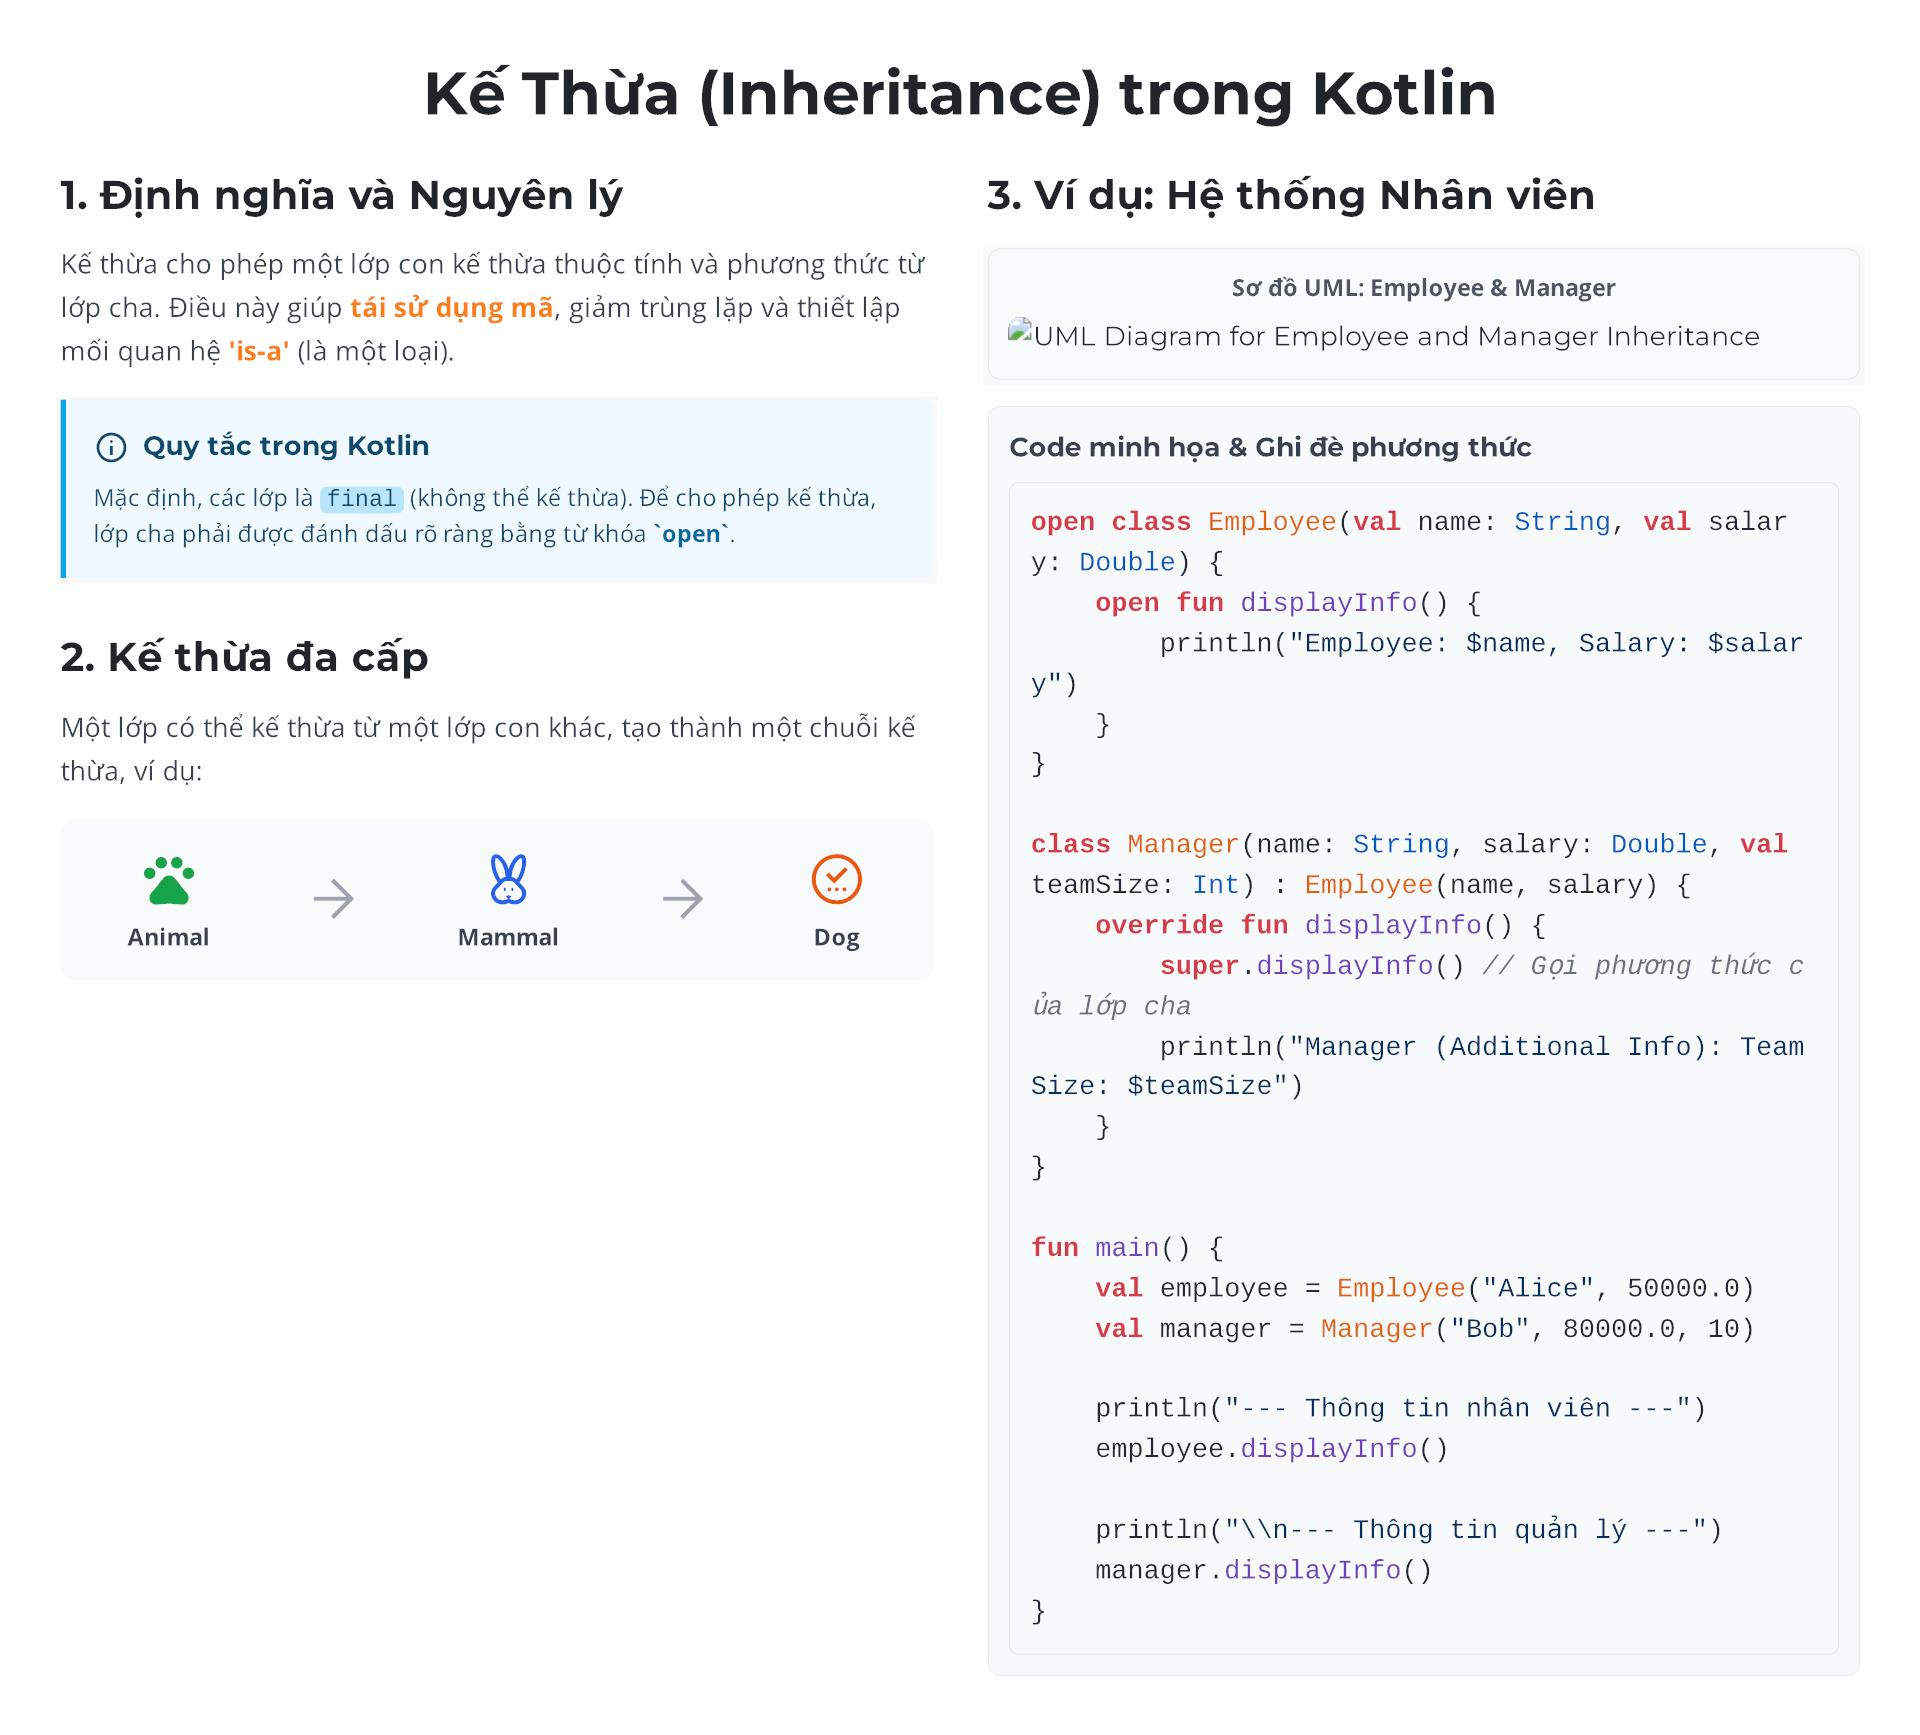 Kế Thừa (Inheritance) trong Kotlin
1. Định nghĩa và Nguyên lý
Kế thừa cho phép một lớp con kế thừa thuộc tính và phương thức từ
lớp cha. Điều này giúp tái sử dụng mã, giảm trùng lặp và thiết lập
mối quan hệ 'is-a' (là một loại).
Quy tắc trong Kotlin
Mặc định, các lớp là final (không thể kế thừa). Để cho phép kế thừa,
lớp cha phải được đánh dấu rõ ràng bằng từ khóa `open`.
2. Kế thừa đa cấp
Một lớp có thể kế thừa từ một lớp con khác, tạo thành một chuỗi kế
thừa, ví dụ:
Animal
Mammal
Dog
3. Ví dụ: Hệ thống Nhân viên
Sơ đồ UML: Employee & Manager
UML Diagram for Employee and Manager Inheritance
Code minh họa & Ghi đè phương thức
open class Employee(val name: String, val salar
y: Double) {
    open fun displayInfo() {
        println("Employee: $name, Salary: $salar
y")
    }
}
class Manager(name: String, salary: Double, val
teamSize: Int) : Employee(name, salary) {
    override fun displayInfo() {
        super.displayInfo() // Gọi phương thức c
ủa lớp cha
        println("Manager (Additional Info): Team
Size: $teamSize")
    }
}
fun main() {
    val employee = Employee("Alice", 50000.0)
    val manager = Manager("Bob", 80000.0, 10)
    println("--- Thông tin nhân viên ---")
    employee.displayInfo()
    println("\\n--- Thông tin quản lý ---")
    manager.displayInfo()
}